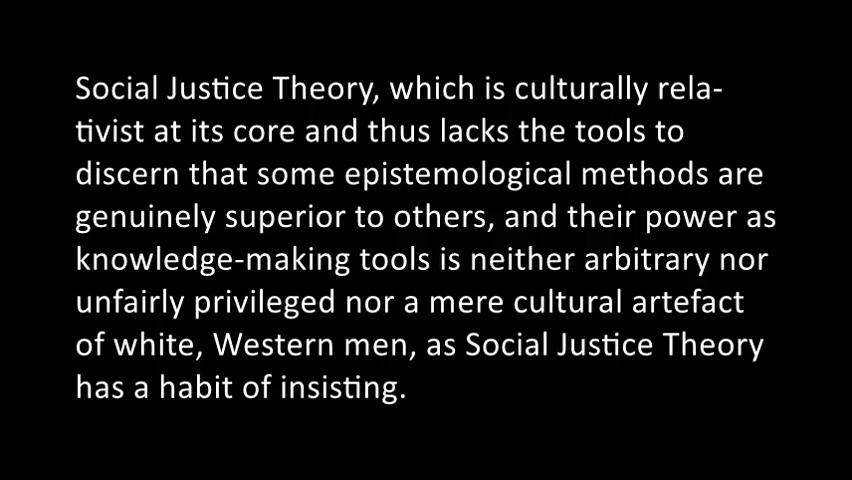 Social Justice Theory, which is culturally rela-
tivist at its core and thus lacks the tools to
discern that some epistemological methods are
genuinely superior to others, and their power as
knowledge-making tools is neither arbitrary nor
unfairly privileged nor a mere cultural artefact
of white, Western men, as Social Justice Theory
has a habit of insisting.